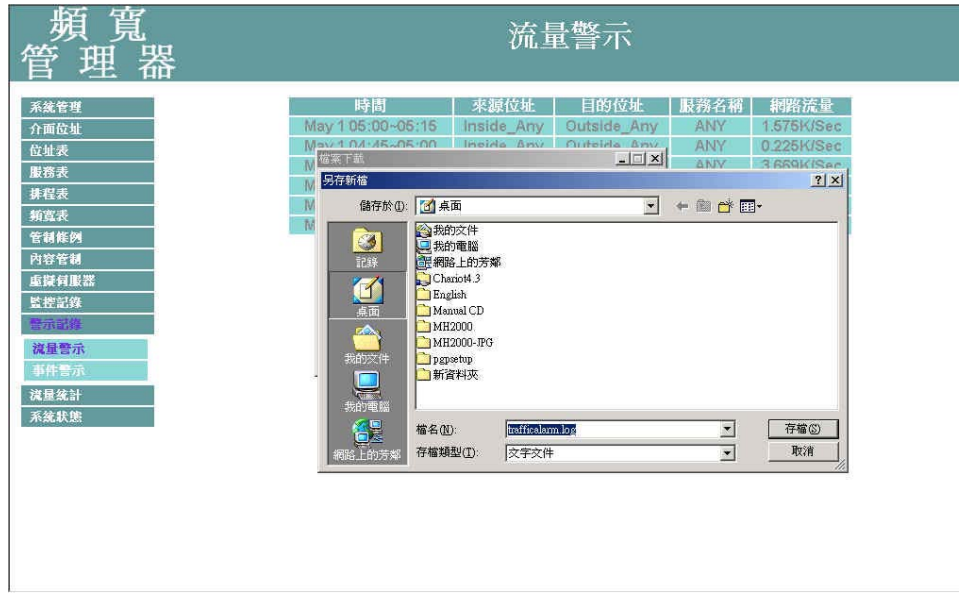 頻 寬
管 理 器
流量警示
系統管理
介面位址
位址表
服務表
排程表
頻寬表
管制條例
內容管制
虛擬伺服器
監控記錄
警示記錄
流量警示
事件警示
流量統計
系統狀態
時間 來源位址 目的位址 服務名稱 網路流量
May 1 05:00~05:15 Inside_Any Outside_Any ANY 1.575K/Sec
May 1 04:45~05:00 Inside_Any Outside_Any ANY 0.225K/Sec
ANY 3.659K/Sec
檔案下載
另存新檔
儲存於(I): 桌面
記錄
桌面
我的文件
我的電腦
網路上的芳鄰
我的文件
我的電腦
網路上的芳鄰
Chariot4.3
English
Manual CD
MH2000
MH2000-JPG
pgpsetup
新資料夾
檔名(N): trafficalarm.log
存檔(S)
存檔類型(T): 文字文件
取消